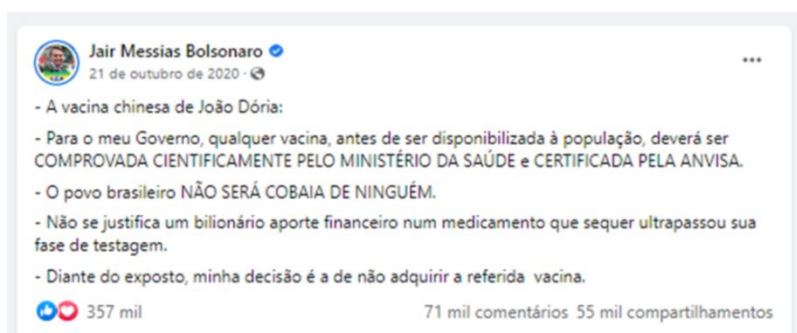 Jair Messias Bolsonaro
21 de outubro de 2020 ·
- A vacina chinesa de João Dória:
- Para o meu Governo, qualquer vacina, antes de ser disponibilizada à população, deverá ser
COMPROVADA CIENTIFICAMENTE PELO MINISTÉRIO DA SAÚDE e CERTIFICADA PELA ANVISA.
- O povo brasileiro NÃO SERÁ COBAIA DE NINGUÉM.
- Não se justifica um bilionário aporte financeiro num medicamento que sequer ultrapassou sua
fase de testagem.
- Diante do exposto, minha decisão é a de não adquirir a referida vacina.
357 mil 71 mil comentários 55 mil compartilhamentos